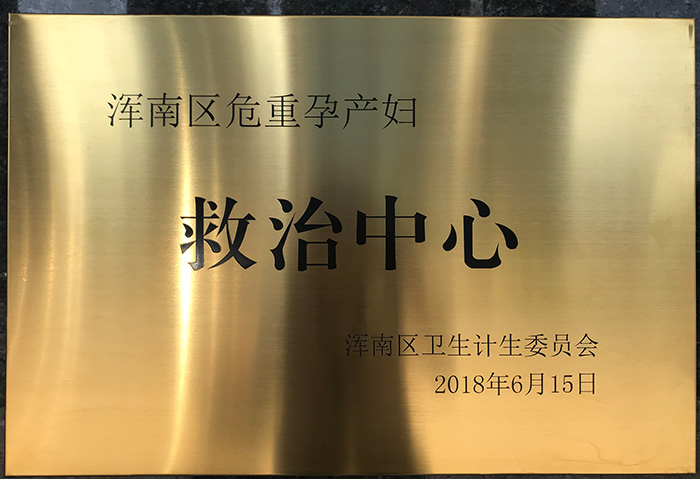 浑南区危重孕产妇
救治中心
浑南区卫生计生委员会
2018年6月15日